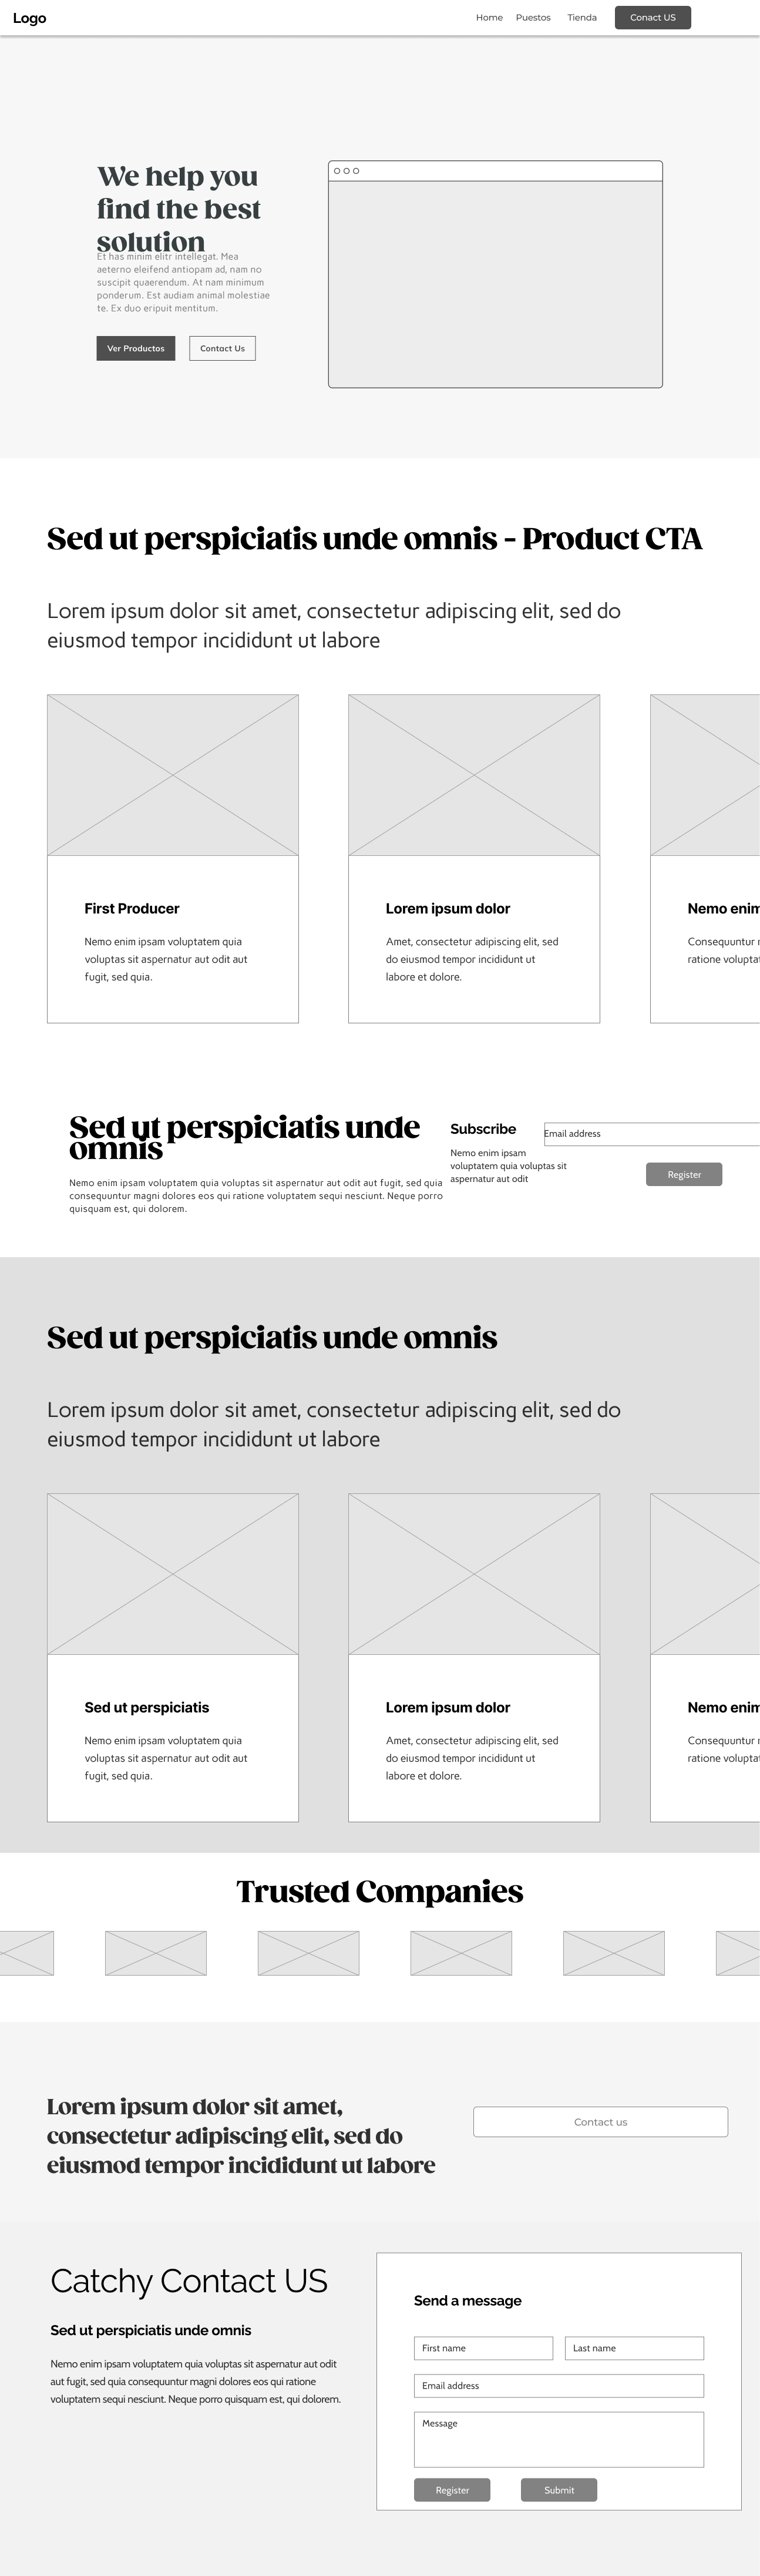 Logo
Home
Puestos
Tienda
Conact US
We help you
find the best
solution
Et has minim elitr intellegat. Mea
aeterno eleifend antiopam ad, nam no
suscipit quaerendum. At nam minimum
ponderum. Est audiam animal molestiae
te. Ex duo eripuit mentitum.
Ver Productos
Contact Us
Sed ut perspiciatis unde omnis - Product CTA
Lorem ipsum dolor sit amet, consectetur adipiscing elit, sed do
eiusmod tempor incididunt ut labore
First Producer
Nemo enim ipsam voluptatem quia
voluptas sit aspernatur aut odit aut
fugit, sed quia.
Lorem ipsum dolor
Amet, consectetur adipiscing elit, sed
do eiusmod tempor incididunt ut
labore et dolore.
Nemo enim
Consequuntur
ratione
Sed ut perspiciatis unde
omnis
Nemo enim ipsam voluptatem quia voluptas sit aspernatur aut odit aut fugit, sed quia
consequuntur magni dolores eos qui ratione voluptatem sequi nesciunt. Neque porro
quisquam est, qui dolorem.
Subscribe
Nemo enim ipsam
voluptatem quia voluptas sit
aspernatur aut odit
Email address
Register
Sed ut perspiciatis unde omnis
Lorem ipsum dolor sit amet, consectetur adipiscing elit, sed do
eiusmod tempor incididunt ut labore
Sed ut perspiciatis
Nemo enim ipsam voluptatem quia
voluptas sit aspernatur aut odit aut
fugit, sed quia.
Lorem ipsum dolor
Amet, consectetur adipiscing elit, sed
do eiusmod tempor incididunt ut
labore et dolore.
Nemo enim
Consequuntur
ratione
Trusted Companies
Lorem ipsum dolor sit amet,
consectetur adipiscing elit, sed do
eiusmod tempor incididunt ut labore
Contact us
Catchy Contact US
Sed ut perspiciatis unde omnis
Nemo enim ipsam voluptatem quia voluptas sit aspernatur aut odit
aut fugit, sed quia consequuntur magni dolores eos qui ratione
voluptatem sequi nesciunt. Neque porro quisquam est, qui dolorem.
Send a message
First name
Last name
Email address
Message
Register
Submit